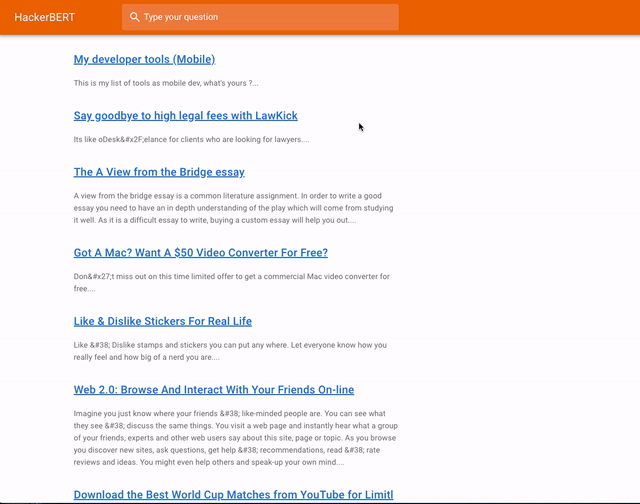 HackerBERT
Type your question
My developer tools (Mobile)
This is my list of tools as mobile dev, what's yours ?...
Say goodbye to high legal fees with LawKick
Its like oDesk&#x2F;elance for clients who are looking for lawyers....
The A View from the Bridge essay
A view from the bridge essay is a common literature assignment. In order to write a good
essay you need to have an in depth understanding of the play which will come from studying
it well. As it is a difficult essay to write, buying a custom essay will help you out....
Got A Mac? Want A $50 Video Converter For Free?
Don&#x27;t miss out on this time limited offer to get a commercial Mac video converter for
free....
Like & Dislike Stickers For Real Life
Like &#38; Dislike stamps and stickers you can put any where. Let everyone know how you
really feel and how big of a nerd you are....
Web 2.0: Browse And Interact With Your Friends On-line
Imagine you just know where your friends &#38; like-minded people are. You can see what
they see &#38; discuss the same things. You visit a web page and instantly hear what a group
of your friends, experts and other web users say about this site, page or topic. As you browse
you discover new sites, ask questions, get help &#38; recommendations, read &#38; rate
reviews and ideas. You might even help others and speak-up your own mind....
Download the Best World Cup Matches from YouTube for Limitl